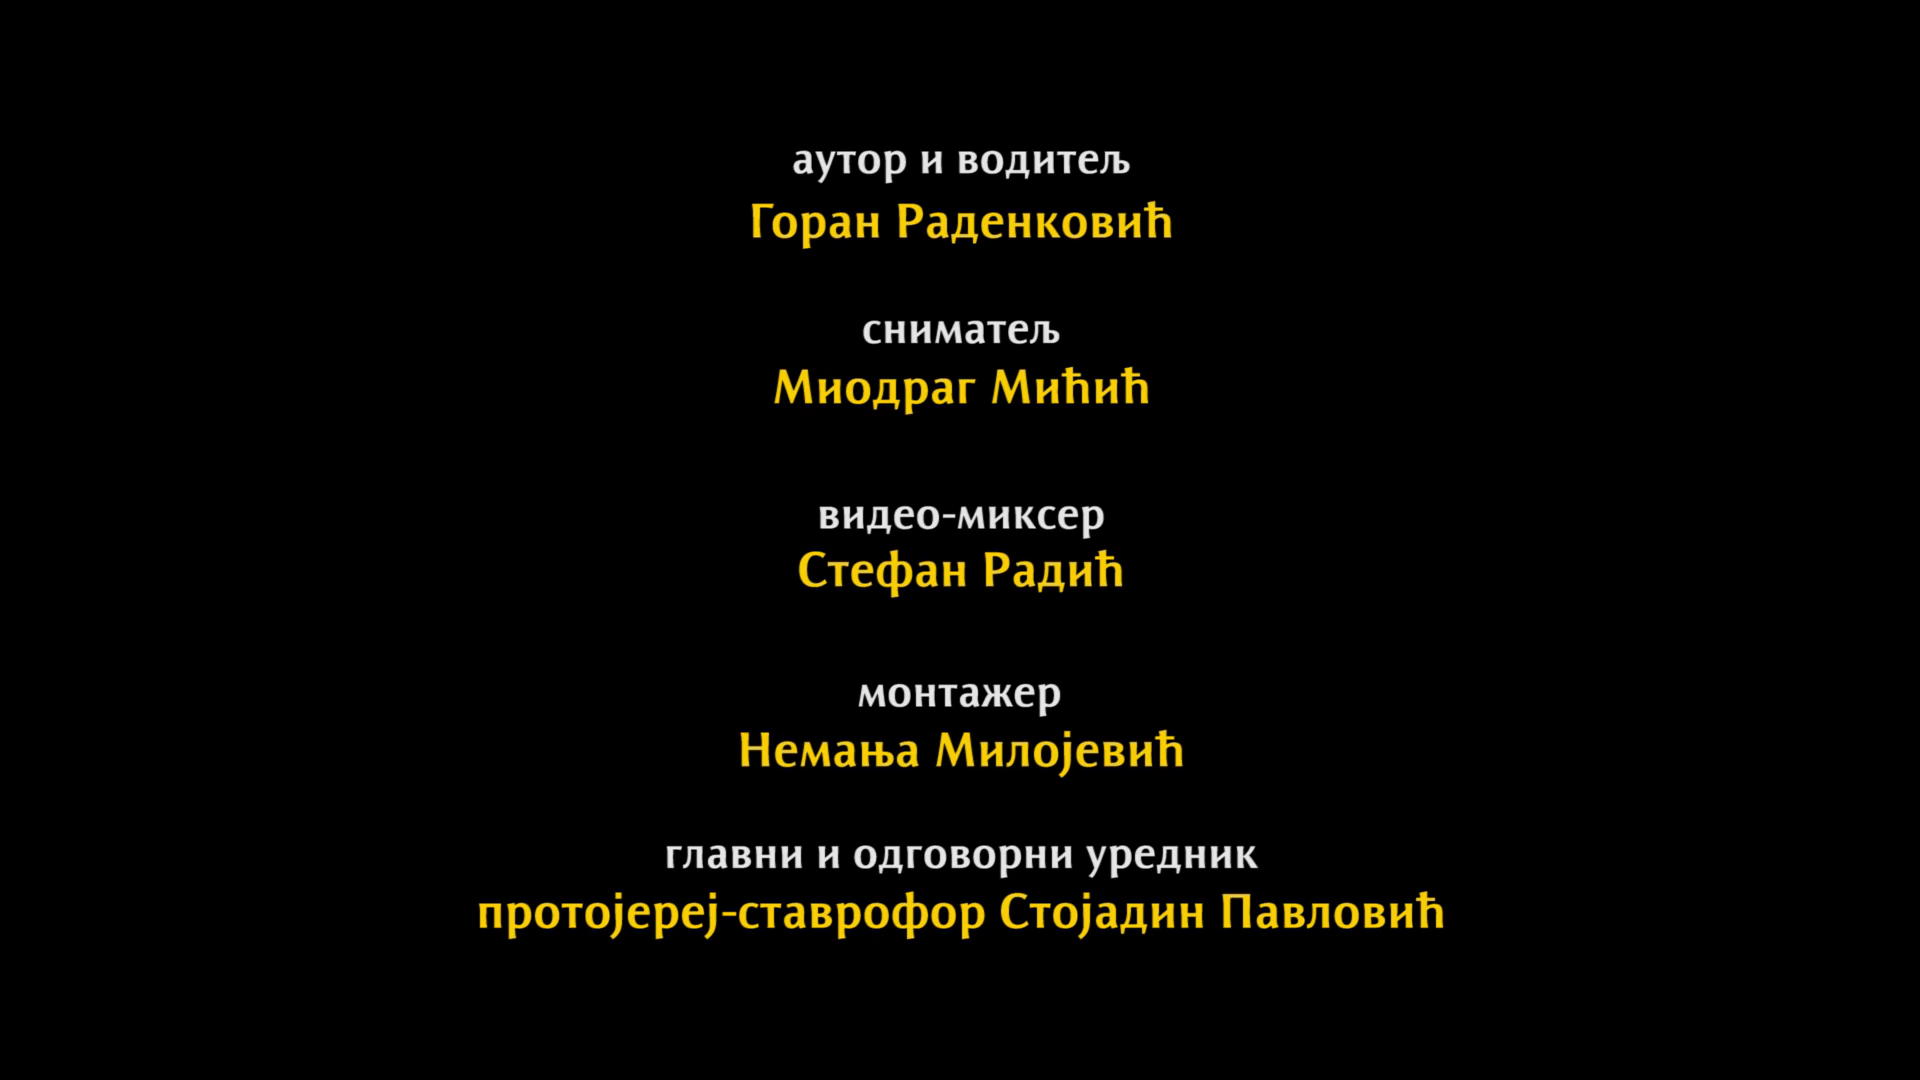 аутор и водитељ
Горан Раденковић
сниматељ
Миодраг Мићић
видео-миксер
Стефан Радић
монтажер
Немања Милојевић
главни и одговорни уредник
протојереј-ставрофор Стојадин Павловић